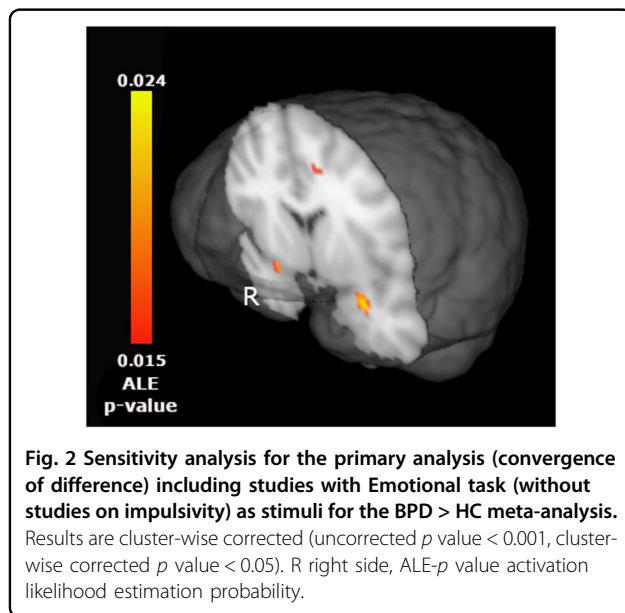 0.024
0.015
ALE
p-value
R
Fig. 2 Sensitivity analysis for the primary analysis (convergence
of difference) including studies with Emotional task (without
studies on impulsivity) as stimuli for the BPD > HC meta-analysis.
Results are cluster-wise corrected (uncorrected p value < 0.001, cluster-
wise corrected p value < 0.05). R right side, ALE-p value activation
likelihood estimation probability.